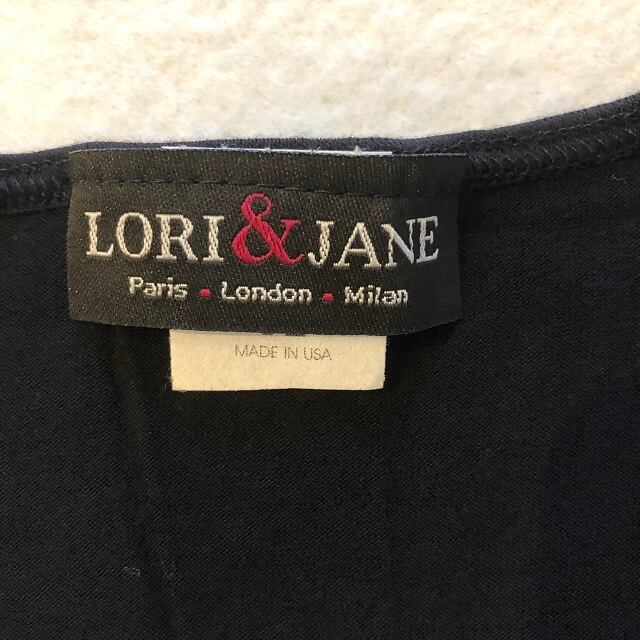 LORI & JANE
Paris • London • Milan
MADE IN USA